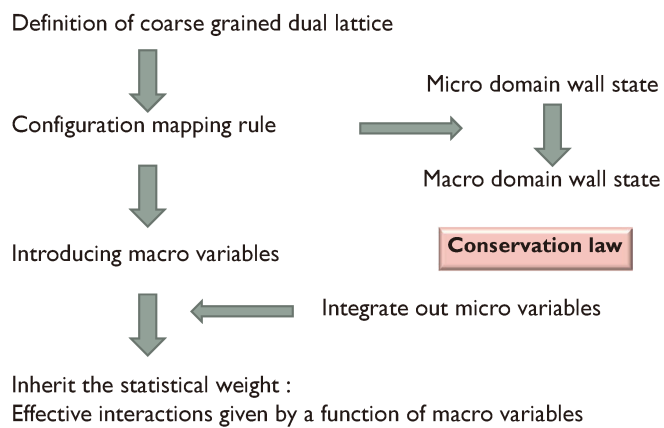 Definition of coarse grained dual lattice
Micro domain wall state
Configuration mapping rule
Macro domain wall state
Introducing macro variables
Conservation law
Integrate out micro variables
Inherit the statistical weight :
Effective interactions given by a function of macro variables